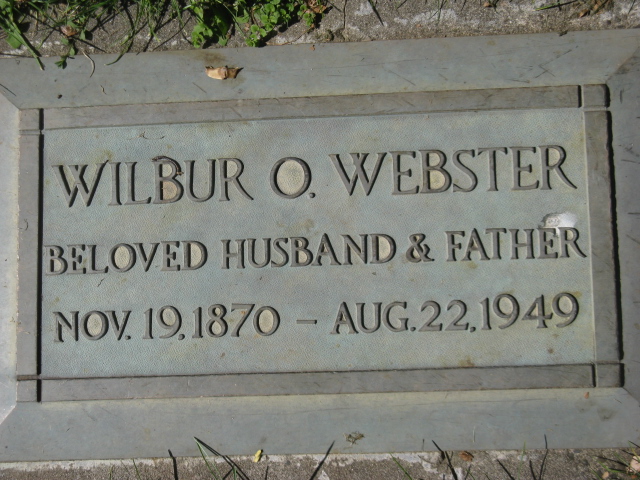 WILBUR O. WEBSTER
BELOVED HUSBAND & FATHER
NOV. 19, 1870 – AUG. 22, 1949